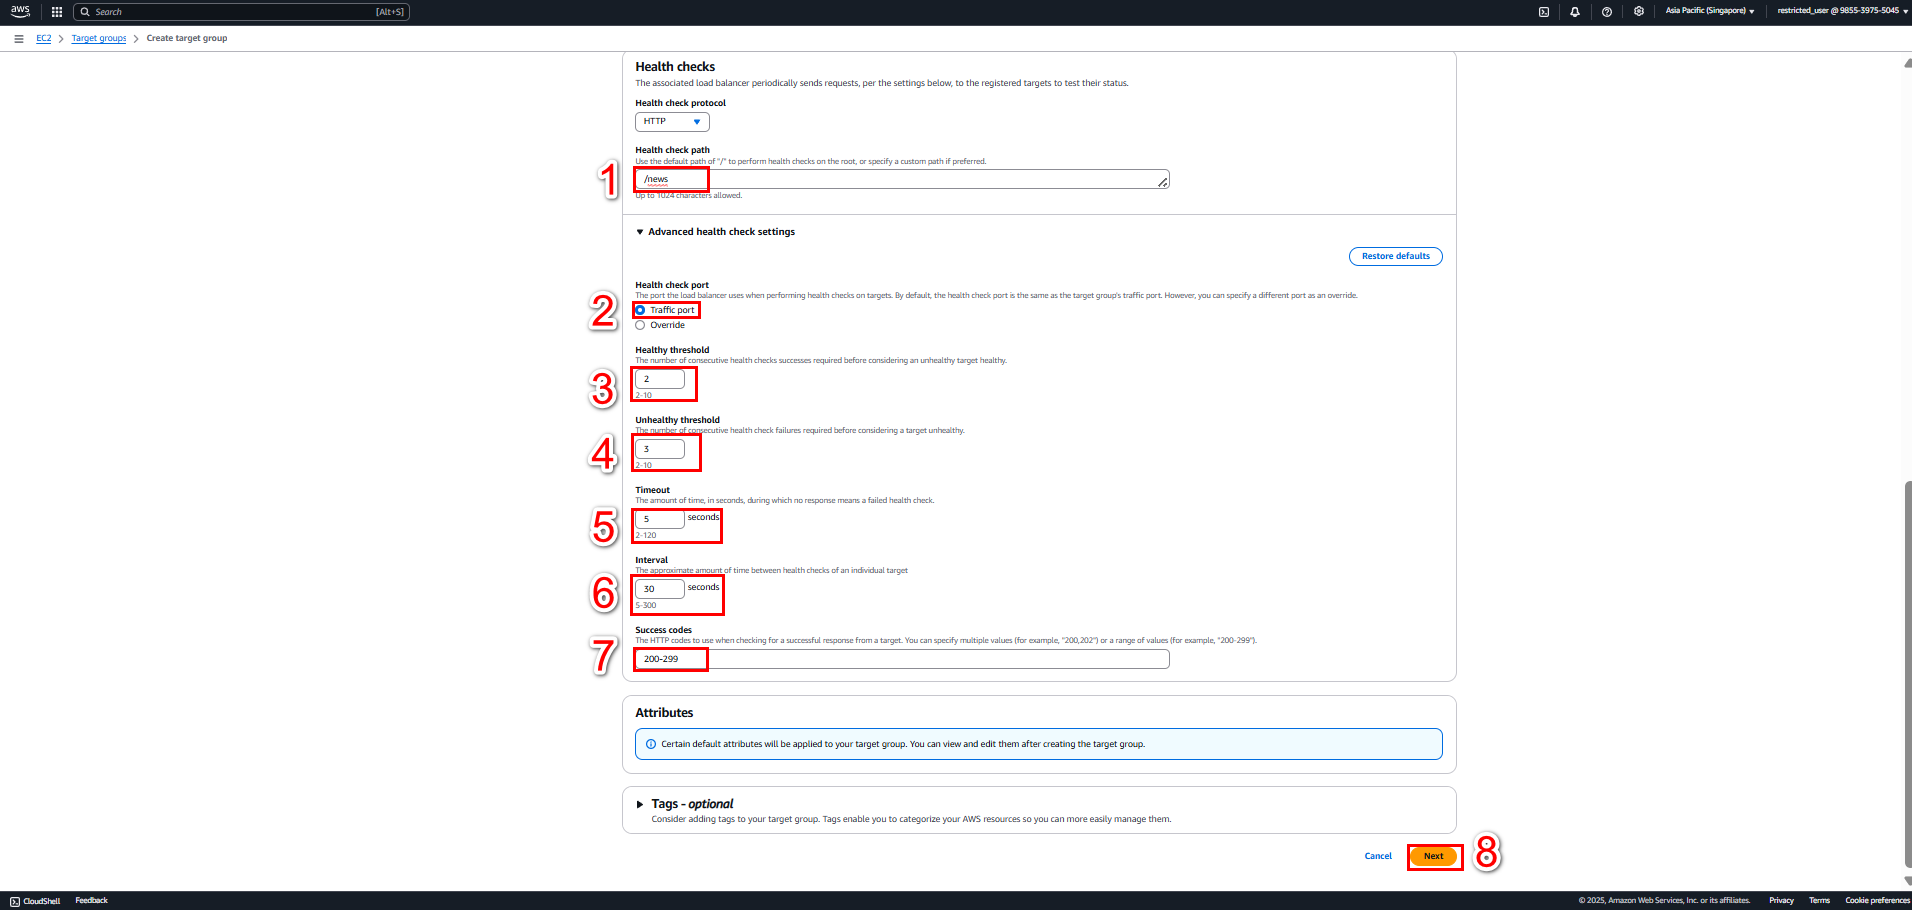 aws
Search
[Alt+S]
Asia Pacific (Singapore)
restricted_user @ 9855-3975-5045
EC2
Target groups
Create target group
Health checks
The associated load balancer periodically sends requests, per the settings below, to the registered targets to test their status.
Health check protocol
HTTP
Health check path
Use the default path of "/" to perform health checks on the root, or specify a custom path if preferred.
1
/news
Up to 1024 characters allowed.
Advanced health check settings
Restore defaults
Health check port
The port the load balancer uses when performing health checks on targets. By default, the health check port is the same as the target group's traffic port. However, you can specify a different port as an override.
2
Traffic port
Override
Healthy threshold
The number of consecutive health checks successes required before considering an unhealthy target healthy.
3
2
2-10
Unhealthy threshold
The number of consecutive health check failures required before considering a target unhealthy.
4
3
2-10
Timeout
The amount of time, in seconds, during which no response means a failed health check.
5
5 seconds
2-120
Interval
The approximate amount of time between health checks of an individual target
6
30 seconds
5-300
Success codes
The HTTP codes to use when checking for a successful response from a target. You can specify multiple values (for example, "200,202") or a range of values (for example, "200-299").
7
200-299
Attributes
Certain default attributes will be applied to your target group. You can view and edit them after creating the target group.
Tags - optional
Consider adding tags to your target group. Tags enable you to categorize your AWS resources so you can more easily manage them.
Cancel
Next
8
CloudShell
Feedback
© 2025, Amazon Web Services, Inc. or its affiliates.
Privacy
Terms
Cookie preferences